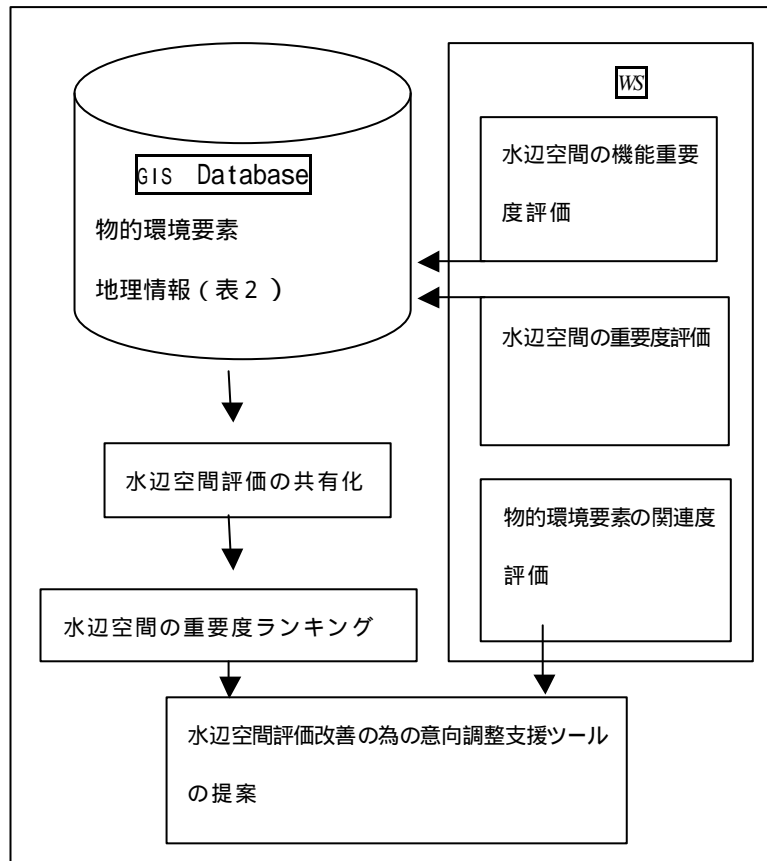 GIS Database
物的環境要素
地理情報（表２）
水辺空間評価の共有化
水辺空間の重要度ランキング
WS
水辺空間の機能重要
度評価
水辺空間の重要度評価
物的環境要素の関連度
評価
水辺空間評価改善の為の意向調整支援ツール
の提案